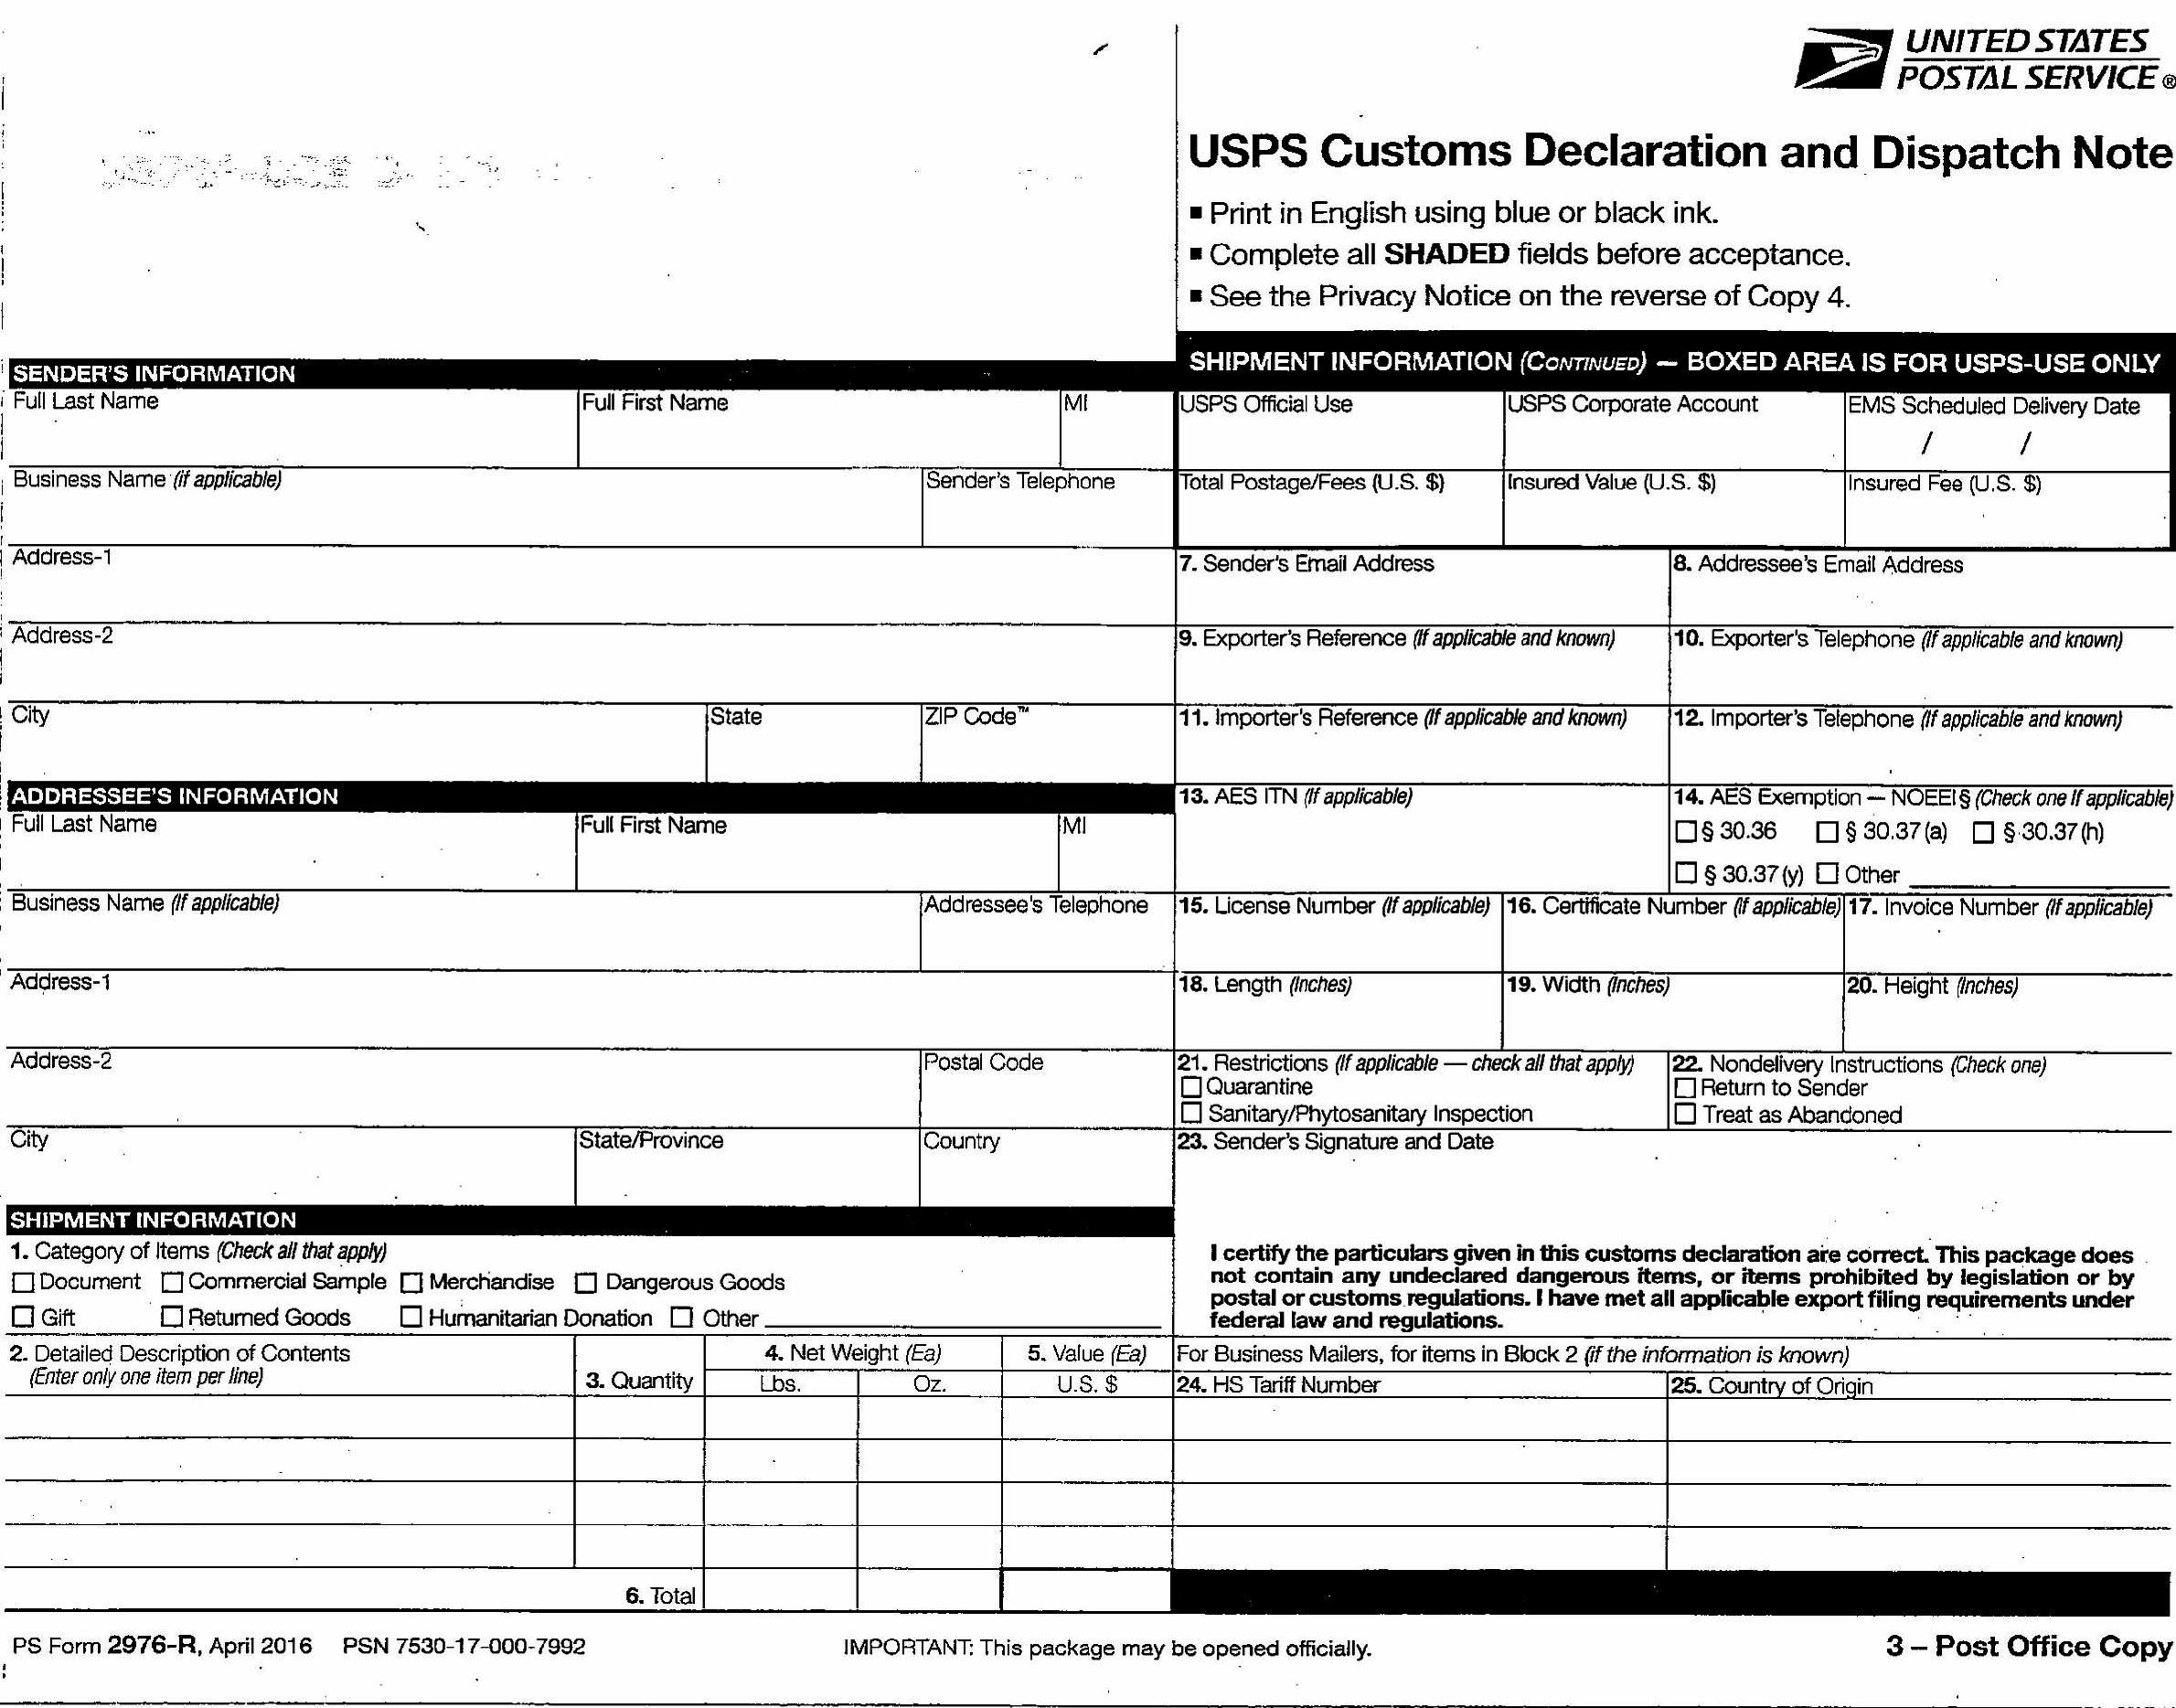 UNITED STATES
POSTAL SERVICE ®
USPS Customs Declaration and Dispatch Note
▪ Print in English using blue or black ink.
▪ Complete all SHADED fields before acceptance.
▪ See the Privacy Notice on the reverse of Copy 4.
SENDER'S INFORMATION
Full Last Name Full First Name MI
Business Name (if applicable) Sender's Telephone
Address-1
Address-2
City State ZIP Code™
ADDRESSEE'S INFORMATION
Full Last Name Full First Name MI
Business Name (If applicable) Addressee's Telephone
Address-1
Address-2 Postal Code
City State/Province Country
SHIPMENT INFORMATION
1. Category of Items (Check all that apply)
☐ Document ☐ Commercial Sample ☐ Merchandise ☐ Dangerous Goods
☐ Gift ☐ Returned Goods ☐ Humanitarian Donation ☐ Other
SHIPMENT INFORMATION (CONTINUED) — BOXED AREA IS FOR USPS-USE ONLY
USPS Official Use USPS Corporate Account EMS Scheduled Delivery Date
/ /
Total Postage/Fees (U.S. $) Insured Value (U.S. $) Insured Fee (U.S. $)
7. Sender's Email Address 8. Addressee's Email Address
9. Exporter's Reference (If applicable and known) 10. Exporter's Telephone (If applicable and known)
11. Importer's Reference (If applicable and known) 12. Importer's Telephone (If applicable and known)
13. AES ITN (If applicable) 14. AES Exemption — NOEEI § (Check one If applicable)
☐ § 30.36 ☐ § 30.37 (a) ☐ § 30.37 (h)
☐ § 30.37 (y) ☐ Other
15. License Number (If applicable) 16. Certificate Number (If applicable) 17. Invoice Number (If applicable)
18. Length (Inches) 19. Width (Inches) 20. Height (Inches)
21. Restrictions (If applicable — check all that apply) 22. Nondelivery Instructions (Check one)
☐ Quarantine ☐ Return to Sender
☐ Sanitary/Phytosanitary Inspection ☐ Treat as Abandoned
23. Sender's Signature and Date
I certify the particulars given in this customs declaration are correct. This package does
not contain any undeclared dangerous items, or items prohibited by legislation or by
postal or customs regulations. I have met all applicable export filing requirements under
federal law and regulations.
2. Detailed Description of Contents 4. Net Weight (Ea) 5. Value (Ea) For Business Mailers, for items in Block 2 (if the information is known)
(Enter only one item per line) 3. Quantity Lbs. Oz. U.S. $ 24. HS Tariff Number 25. Country of Origin
6. Total
PS Form 2976-R, April 2016 PSN 7530-17-000-7992 IMPORTANT: This package may be opened officially. 3 – Post Office Copy